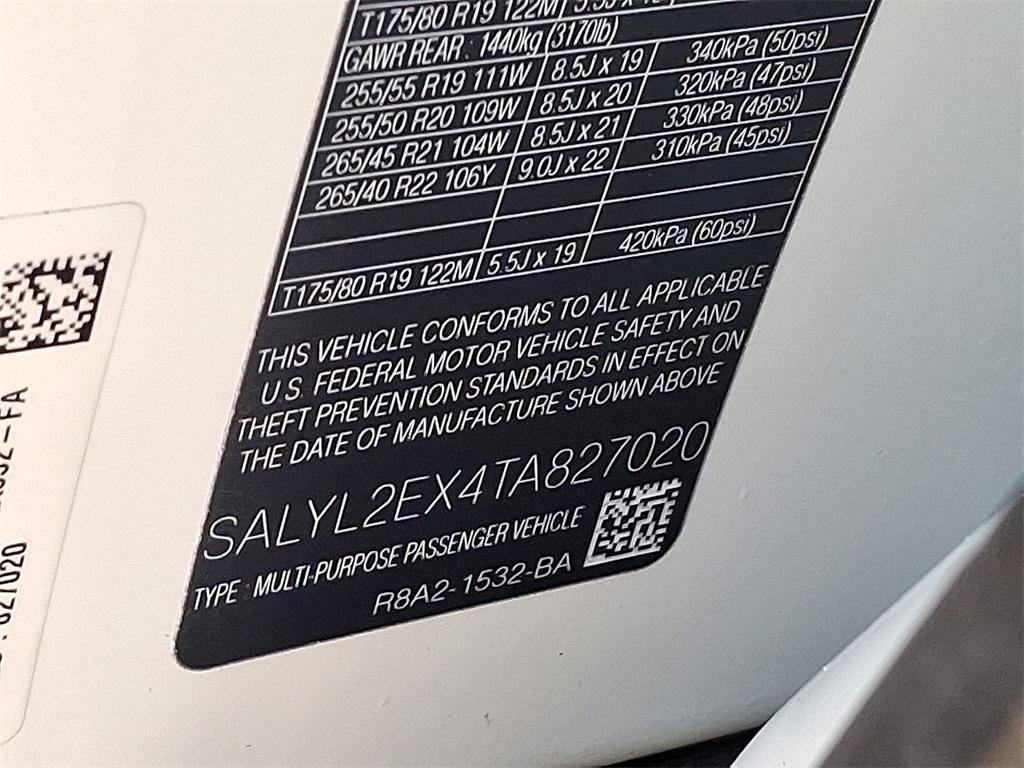 T175/80 R19 122M
GAWR REAR: 1440kg (3170lb)
255/55 R19 111W 8.5J x 19 340kPa (50psi)
255/50 R20 109W 8.5J x 20 320kPa (47psi)
265/45 R21 104W 8.5J x 21 330kPa (48psi)
265/40 R22 106Y 9.0J x 22 310kPa (45psi)
T175/80 R19 122M 5.5J x 19 420kPa (60psi)
THIS VEHICLE CONFORMS TO ALL APPLICABLE
U.S. FEDERAL MOTOR VEHICLE SAFETY AND
THEFT PREVENTION STANDARDS IN EFFECT ON
THE DATE OF MANUFACTURE SHOWN ABOVE
SALYL2EX4TA827020
TYPE : MULTI-PURPOSE PASSENGER VEHICLE
R8A2-1532-BA
827020